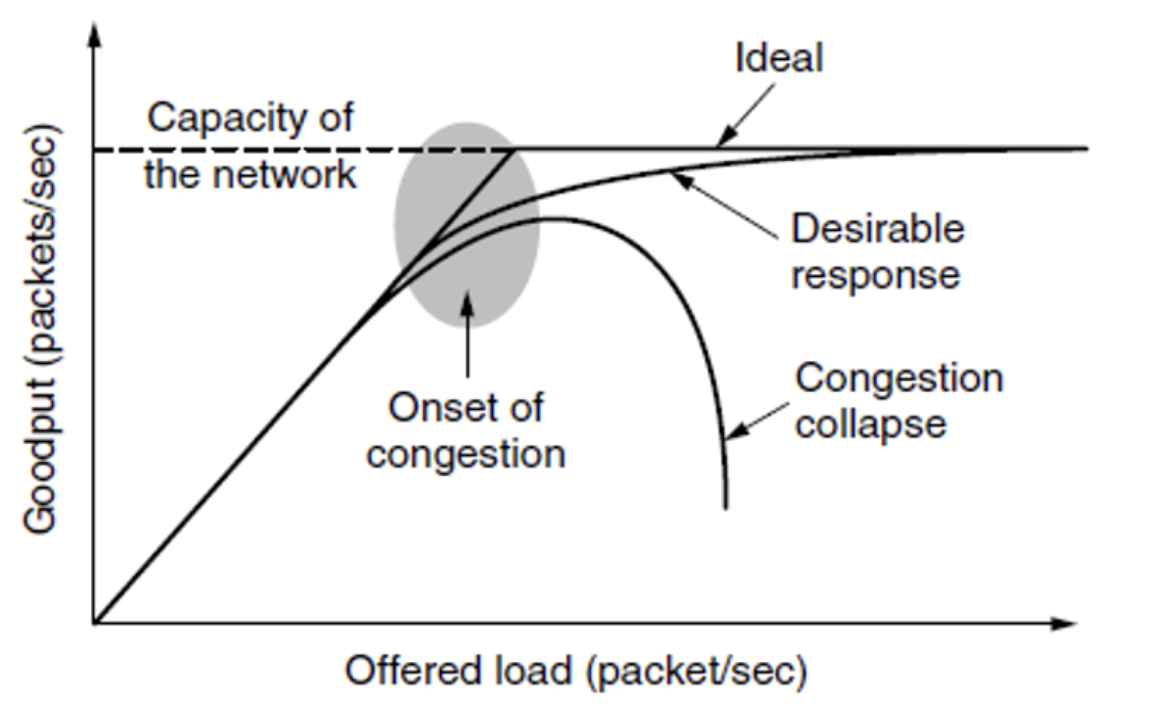 Ideal
Capacity of
the network
Goodput (packets/sec)
Desirable
response
Congestion
collapse
Onset of
congestion
Offered load (packet/sec)